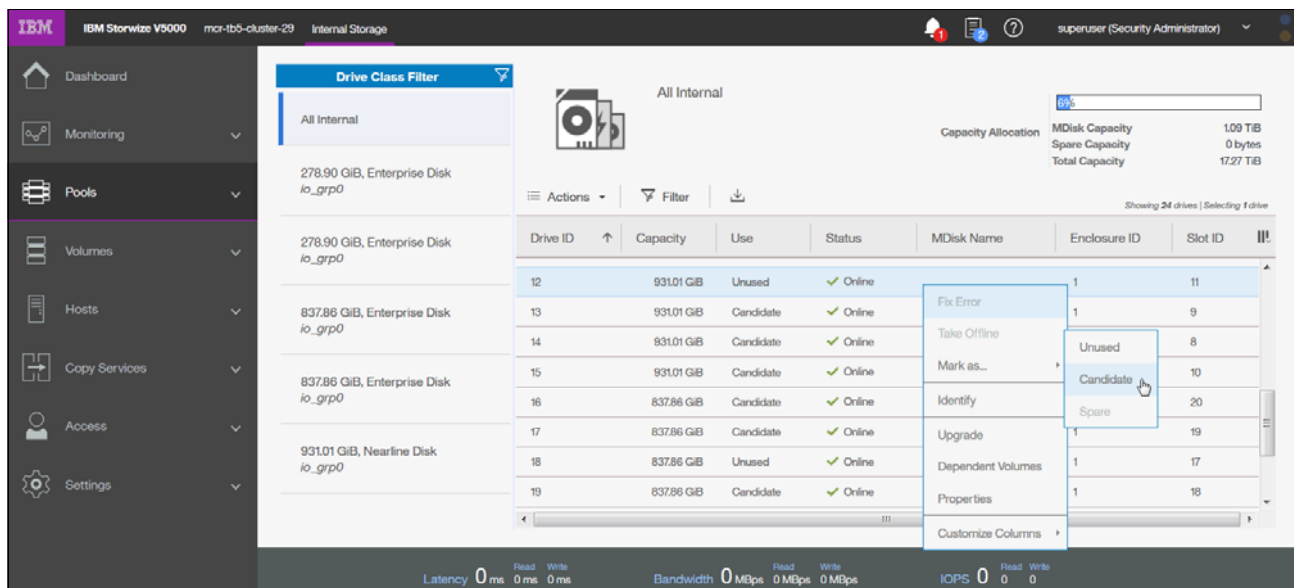 IBM IBM Storwize V5000 mcr-tb5-cluster-29 Internal Storage 1 2 superuser (Security Administrator)
Dashboard
Monitoring
Pools
Volumes
Hosts
Copy Services
Access
Settings
Drive Class Filter
All Internal
278.90 GiB, Enterprise Disk
io_grp0
278.90 GiB, Enterprise Disk
io_grp0
837.86 GiB, Enterprise Disk
io_grp0
837.86 GiB, Enterprise Disk
io_grp0
931.01 GiB, Nearline Disk
io_grp0
All Internal
Capacity Allocation
6%
MDisk Capacity 1.09 TiB
Spare Capacity 0 bytes
Total Capacity 17.27 TiB
Actions Filter
Showing 24 drives | Selecting 1 drive
Drive ID Capacity Use Status MDisk Name Enclosure ID Slot ID
12 931.01 GiB Unused Online 1 11
13 931.01 GiB Candidate Online 1 9
14 931.01 GiB Candidate Online 8
15 931.01 GiB Candidate Online 10
16 837.86 GiB Candidate Online 20
17 837.86 GiB Candidate Online 1 19
18 837.86 GiB Unused Online 1 17
19 837.86 GiB Candidate Online 1 18
Fix Error
Take Offline
Mark as...
Identify
Upgrade
Dependent Volumes
Properties
Customize Columns
Unused
Candidate
Spare
Latency 0 ms Read 0 ms Write 0 ms Bandwidth 0 MBps Read 0 MBps Write 0 MBps IOPS 0 Read 0 Write 0